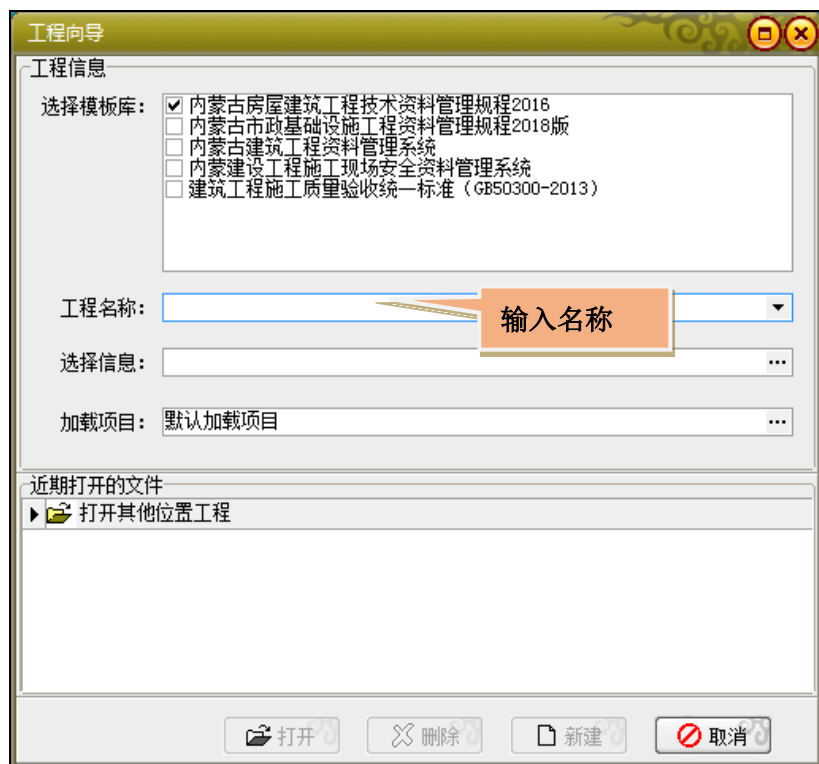 工程向导
工程信息
选择模板库：
内蒙古房屋建筑工程技术资料管理规程2016
内蒙古市政基础设施工程资料管理规程2018版
内蒙古建筑工程资料管理系统
内蒙建设工程施工现场安全资料管理系统
建筑工程施工质量验收统一标准（GB50300-2013）
工程名称：
输入名称
选择信息：
...
加载项目：默认加载项目
...
近期打开的文件
打开其他位置工程
打开 删除 新建 取消